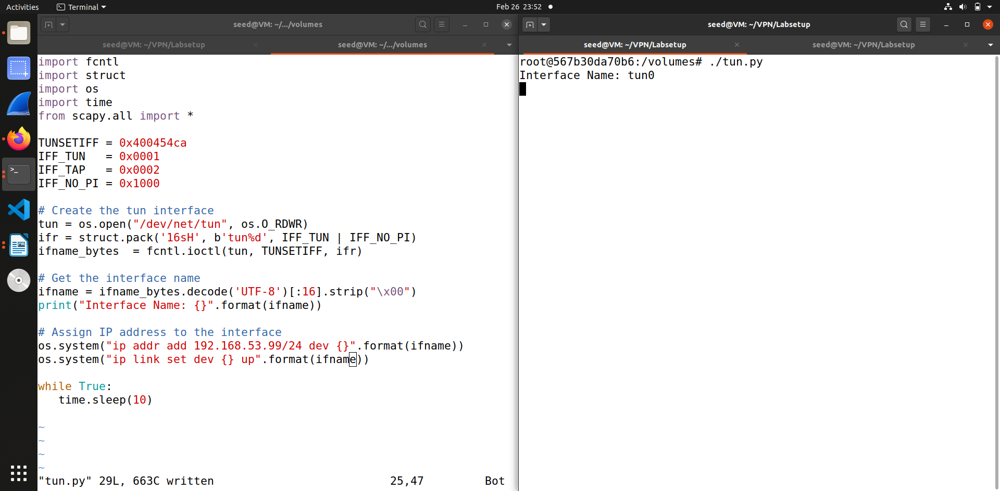 Activities
Terminal
Feb 26 23:52
seed@VM: ~/.../volumes
seed@VM: ~/VPN/Labsetup
seed@VM: ~/.../volumes
import fcntl
import struct
import os
import time
from scapy.all import *
TUNSETIFF = 0x400454ca
IFF_TUN   = 0x0001
IFF_TAP   = 0x0002
IFF_NO_PI = 0x1000
# Create the tun interface
tun = os.open("/dev/net/tun", os.O_RDWR)
ifr = struct.pack('16sH', b'tun%d', IFF_TUN | IFF_NO_PI)
ifname_bytes  = fcntl.ioctl(tun, TUNSETIFF, ifr)
# Get the interface name
ifname = ifname_bytes.decode('UTF-8')[:16].strip("\x00")
print("Interface Name: {}".format(ifname))
# Assign IP address to the interface
os.system("ip addr add 192.168.53.99/24 dev {}".format(ifname))
os.system("ip link set dev {} up".format(ifname))
while True:
   time.sleep(10)
~
~
~
~
"tun.py" 29L, 663C written 25,47 Bot
seed@VM: ~/VPN/Labsetup
seed@VM: ~/VPN/Labsetup
seed@VM: ~/VPN/Labsetup
root@567b30da70b6:/volumes# ./tun.py
Interface Name: tun0